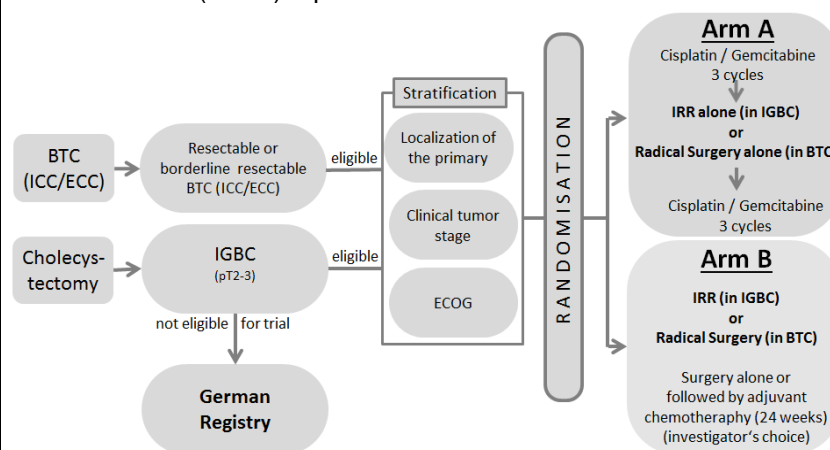 BTC
(ICC/ECC)
Resectable or
borderline resectable
BTC (ICC/ECC)
eligible
Cholecys-
tectomy
IGBC
(pT2-3)
eligible
not eligible for trial
German
Registry
Stratification
Localization of
the primary
Clinical tumor
stage
ECOG
RANDOMISATION
Arm A
Cisplatin / Gemcitabine
3 cycles
IRR alone (in IGBC)
or
Radical Surgery alone (in BTC
Cisplatin / Gemcitabine
3 cycles
Arm B
IRR (in IGBC)
or
Radical Surgery (in BTC)
Surgery alone or
followed by adjuvant
chemotheraphy (24 weeks)
(investigator's choice)